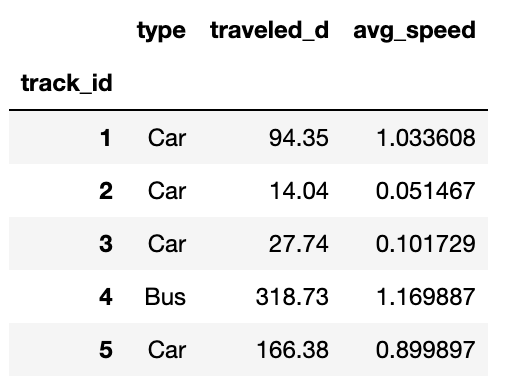 type traveled_d avg_speed
track_id
1 Car 94.35 1.033608
2 Car 14.04 0.051467
3 Car 27.74 0.101729
4 Bus 318.73 1.169887
5 Car 166.38 0.899897